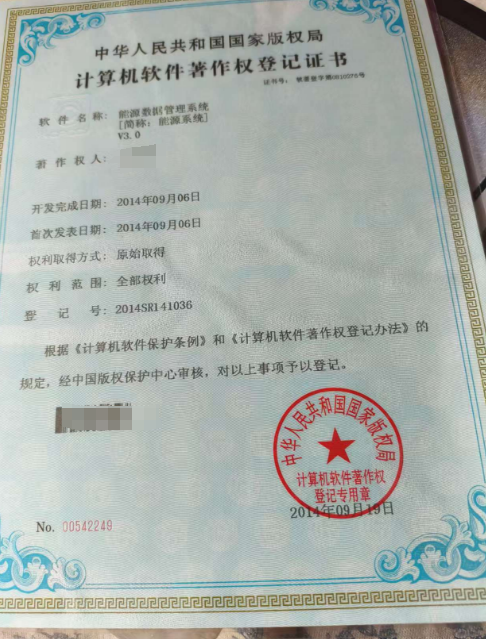 中华人民共和国国家版权局
计算机软件著作权登记证书
证书号：
软件名称： 能源数据管理系统
[简称：能源系统]
V3.0
著作权人：
开发完成日期： 2014年09月06日
首次发表日期： 2014年09月06日
权利取得方式： 原始取得
权利范围： 全部权利
登记号： 2014SR141036
根据《计算机软件保护条例》和《计算机软件著作权登记办法》的
规定，经中国版权保护中心审核，对以上事项予以登记。
中华人民共和国国家版权局
计算机软件著作权
登记专用章
2014年09月19日
No. 00542249